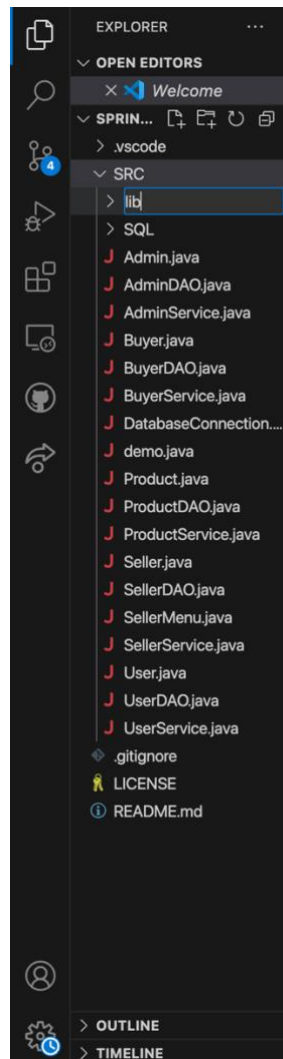 EXPLORER ...
OPEN EDITORS
Welcome
SPRIN...
.vscode
SRC
lib
SQL
J Admin.java
J AdminDAO.java
J AdminService.java
J Buyer.java
J BuyerDAO.java
J BuyerService.java
J DatabaseConnection....
J demo.java
J Product.java
J ProductDAO.java
J ProductService.java
J Seller.java
J SellerDAO.java
J SellerMenu.java
J SellerService.java
J User.java
J UserDAO.java
J UserService.java
.gitignore
LICENSE
README.md
OUTLINE
TIMELINE
4